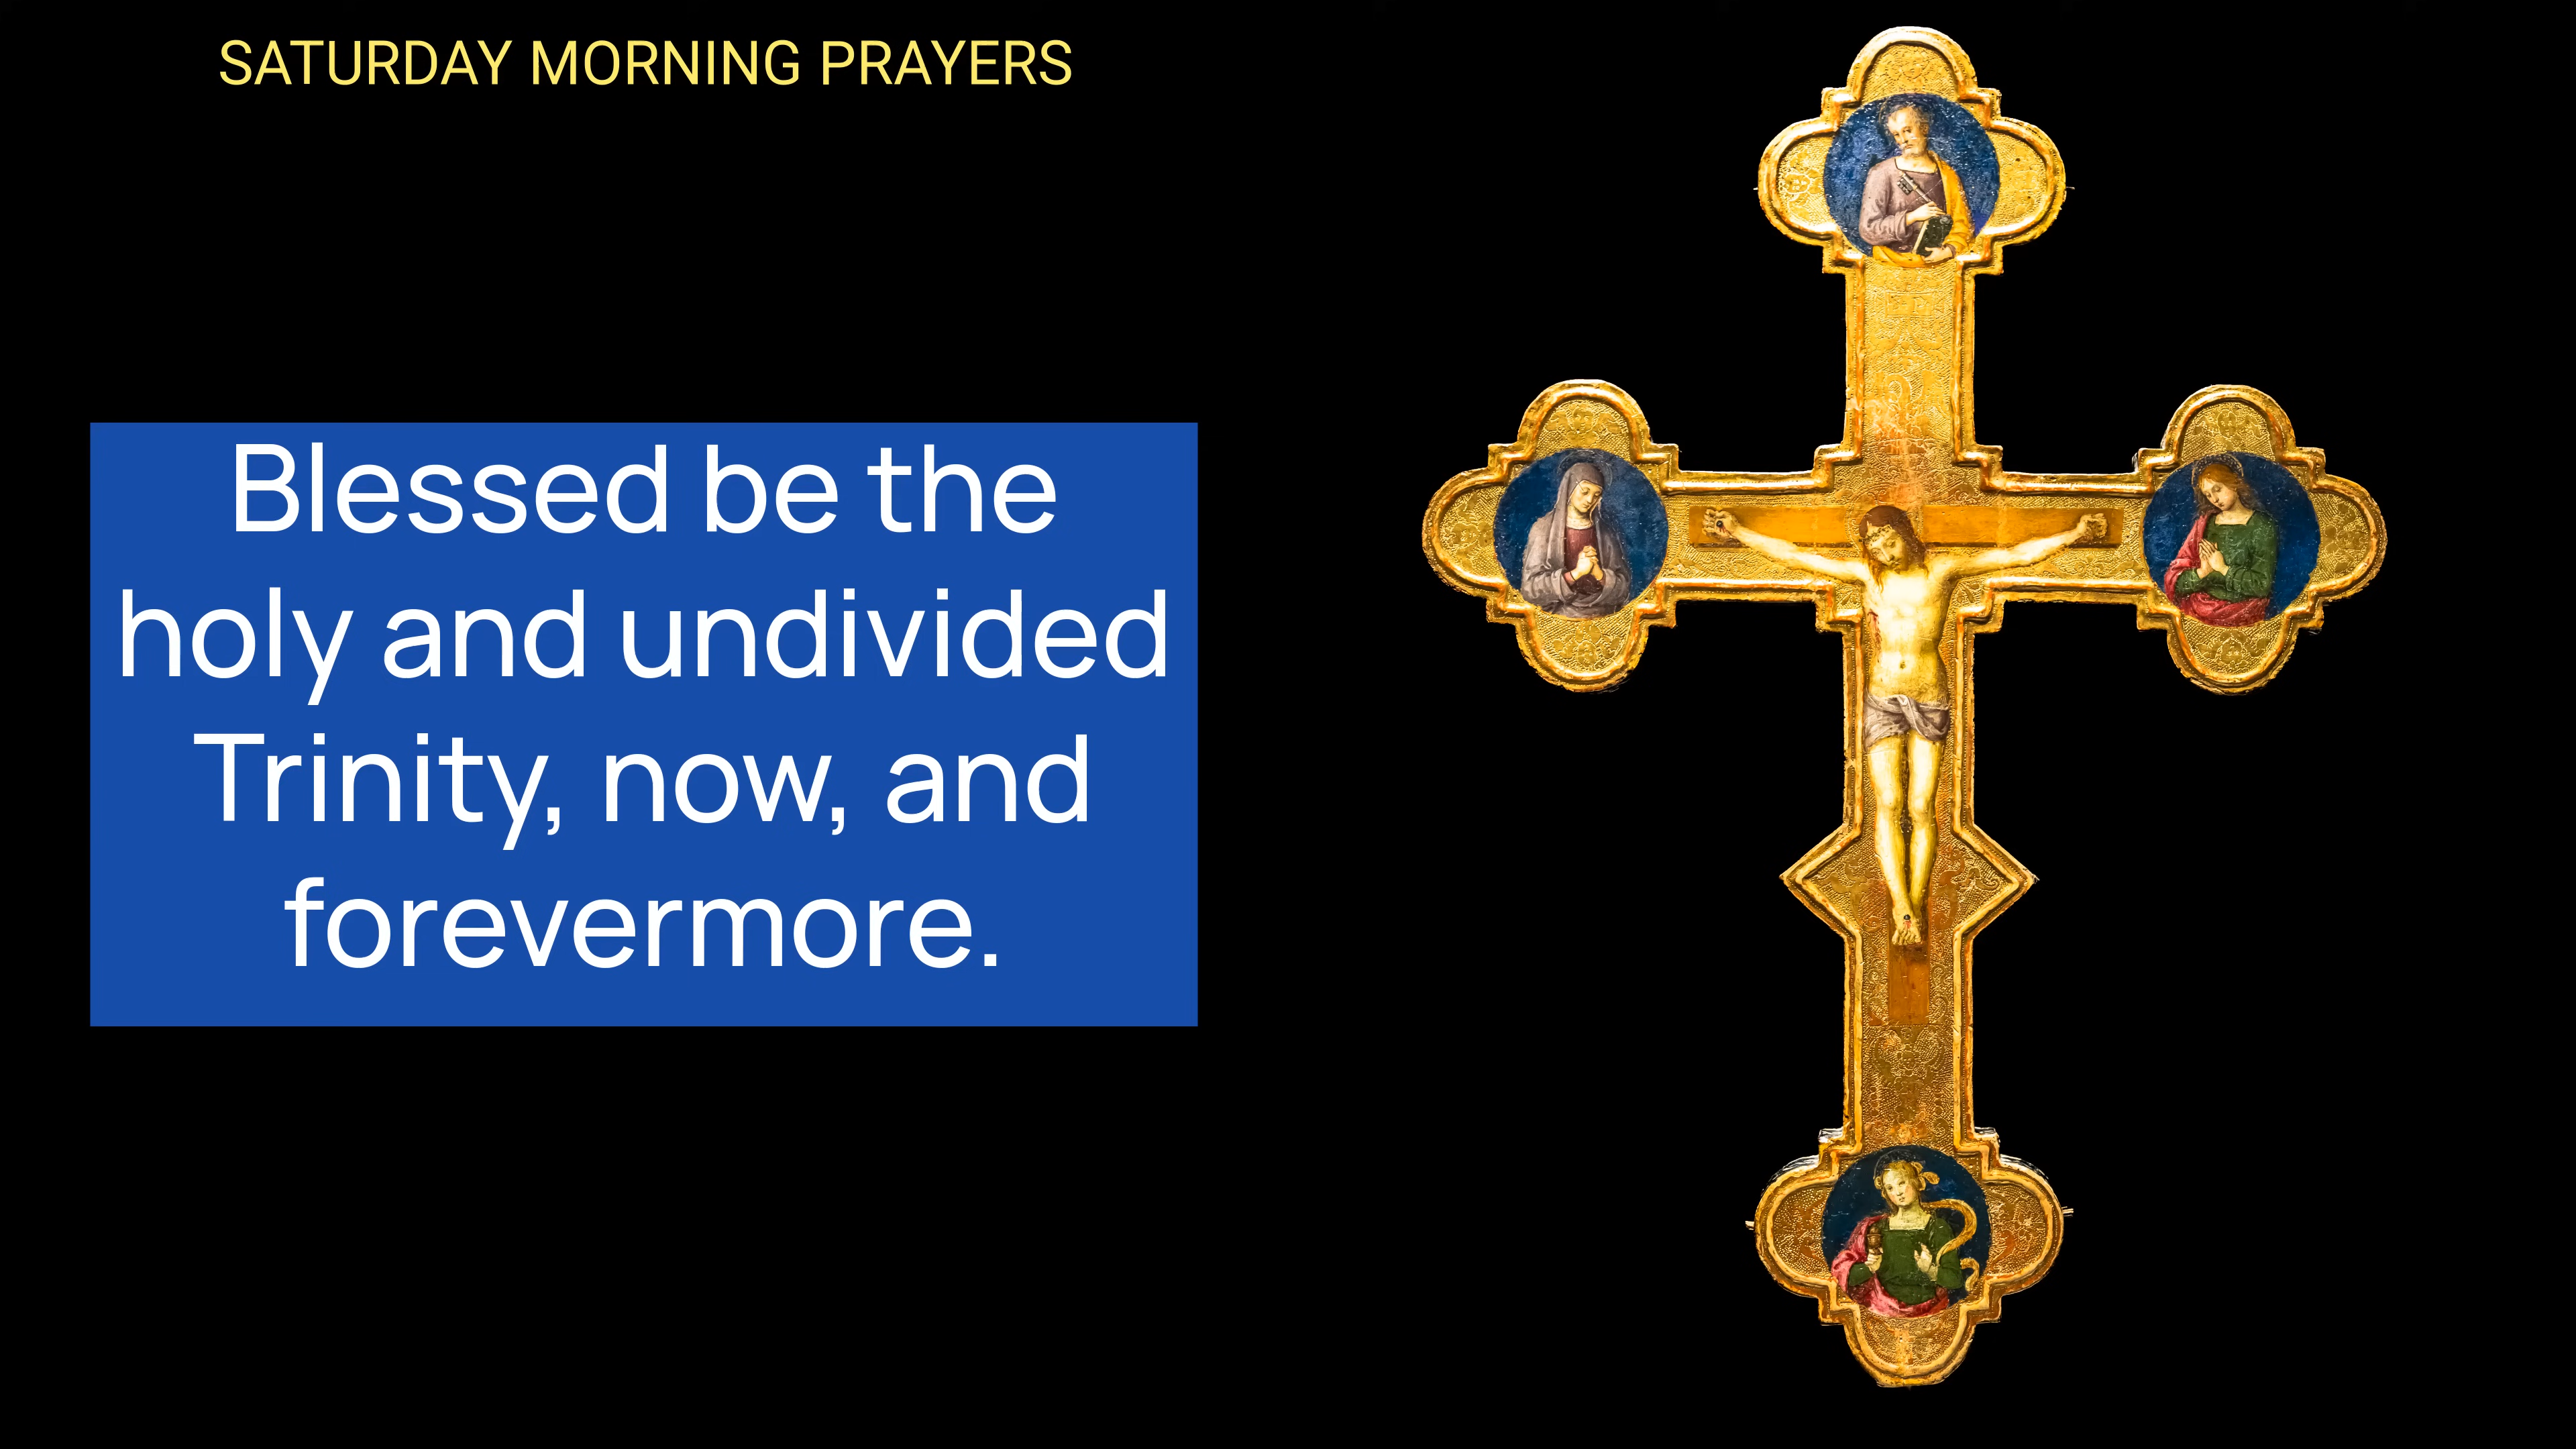 SATURDAY MORNING PRAYERS
Blessed be the
holy and undivided
Trinity, now, and
forevermore.